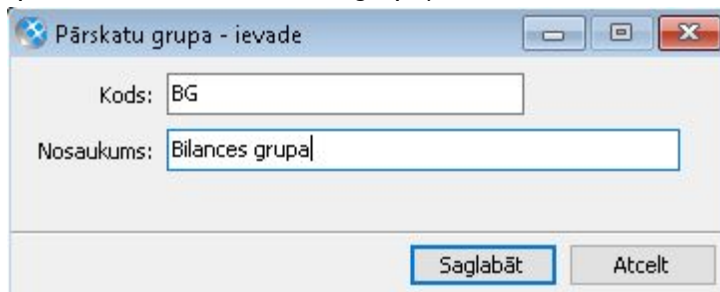 Pārskatu grupa - ievade
Kods: BG
Nosaukums: Bilances grupa
Saglabāt Atcelt